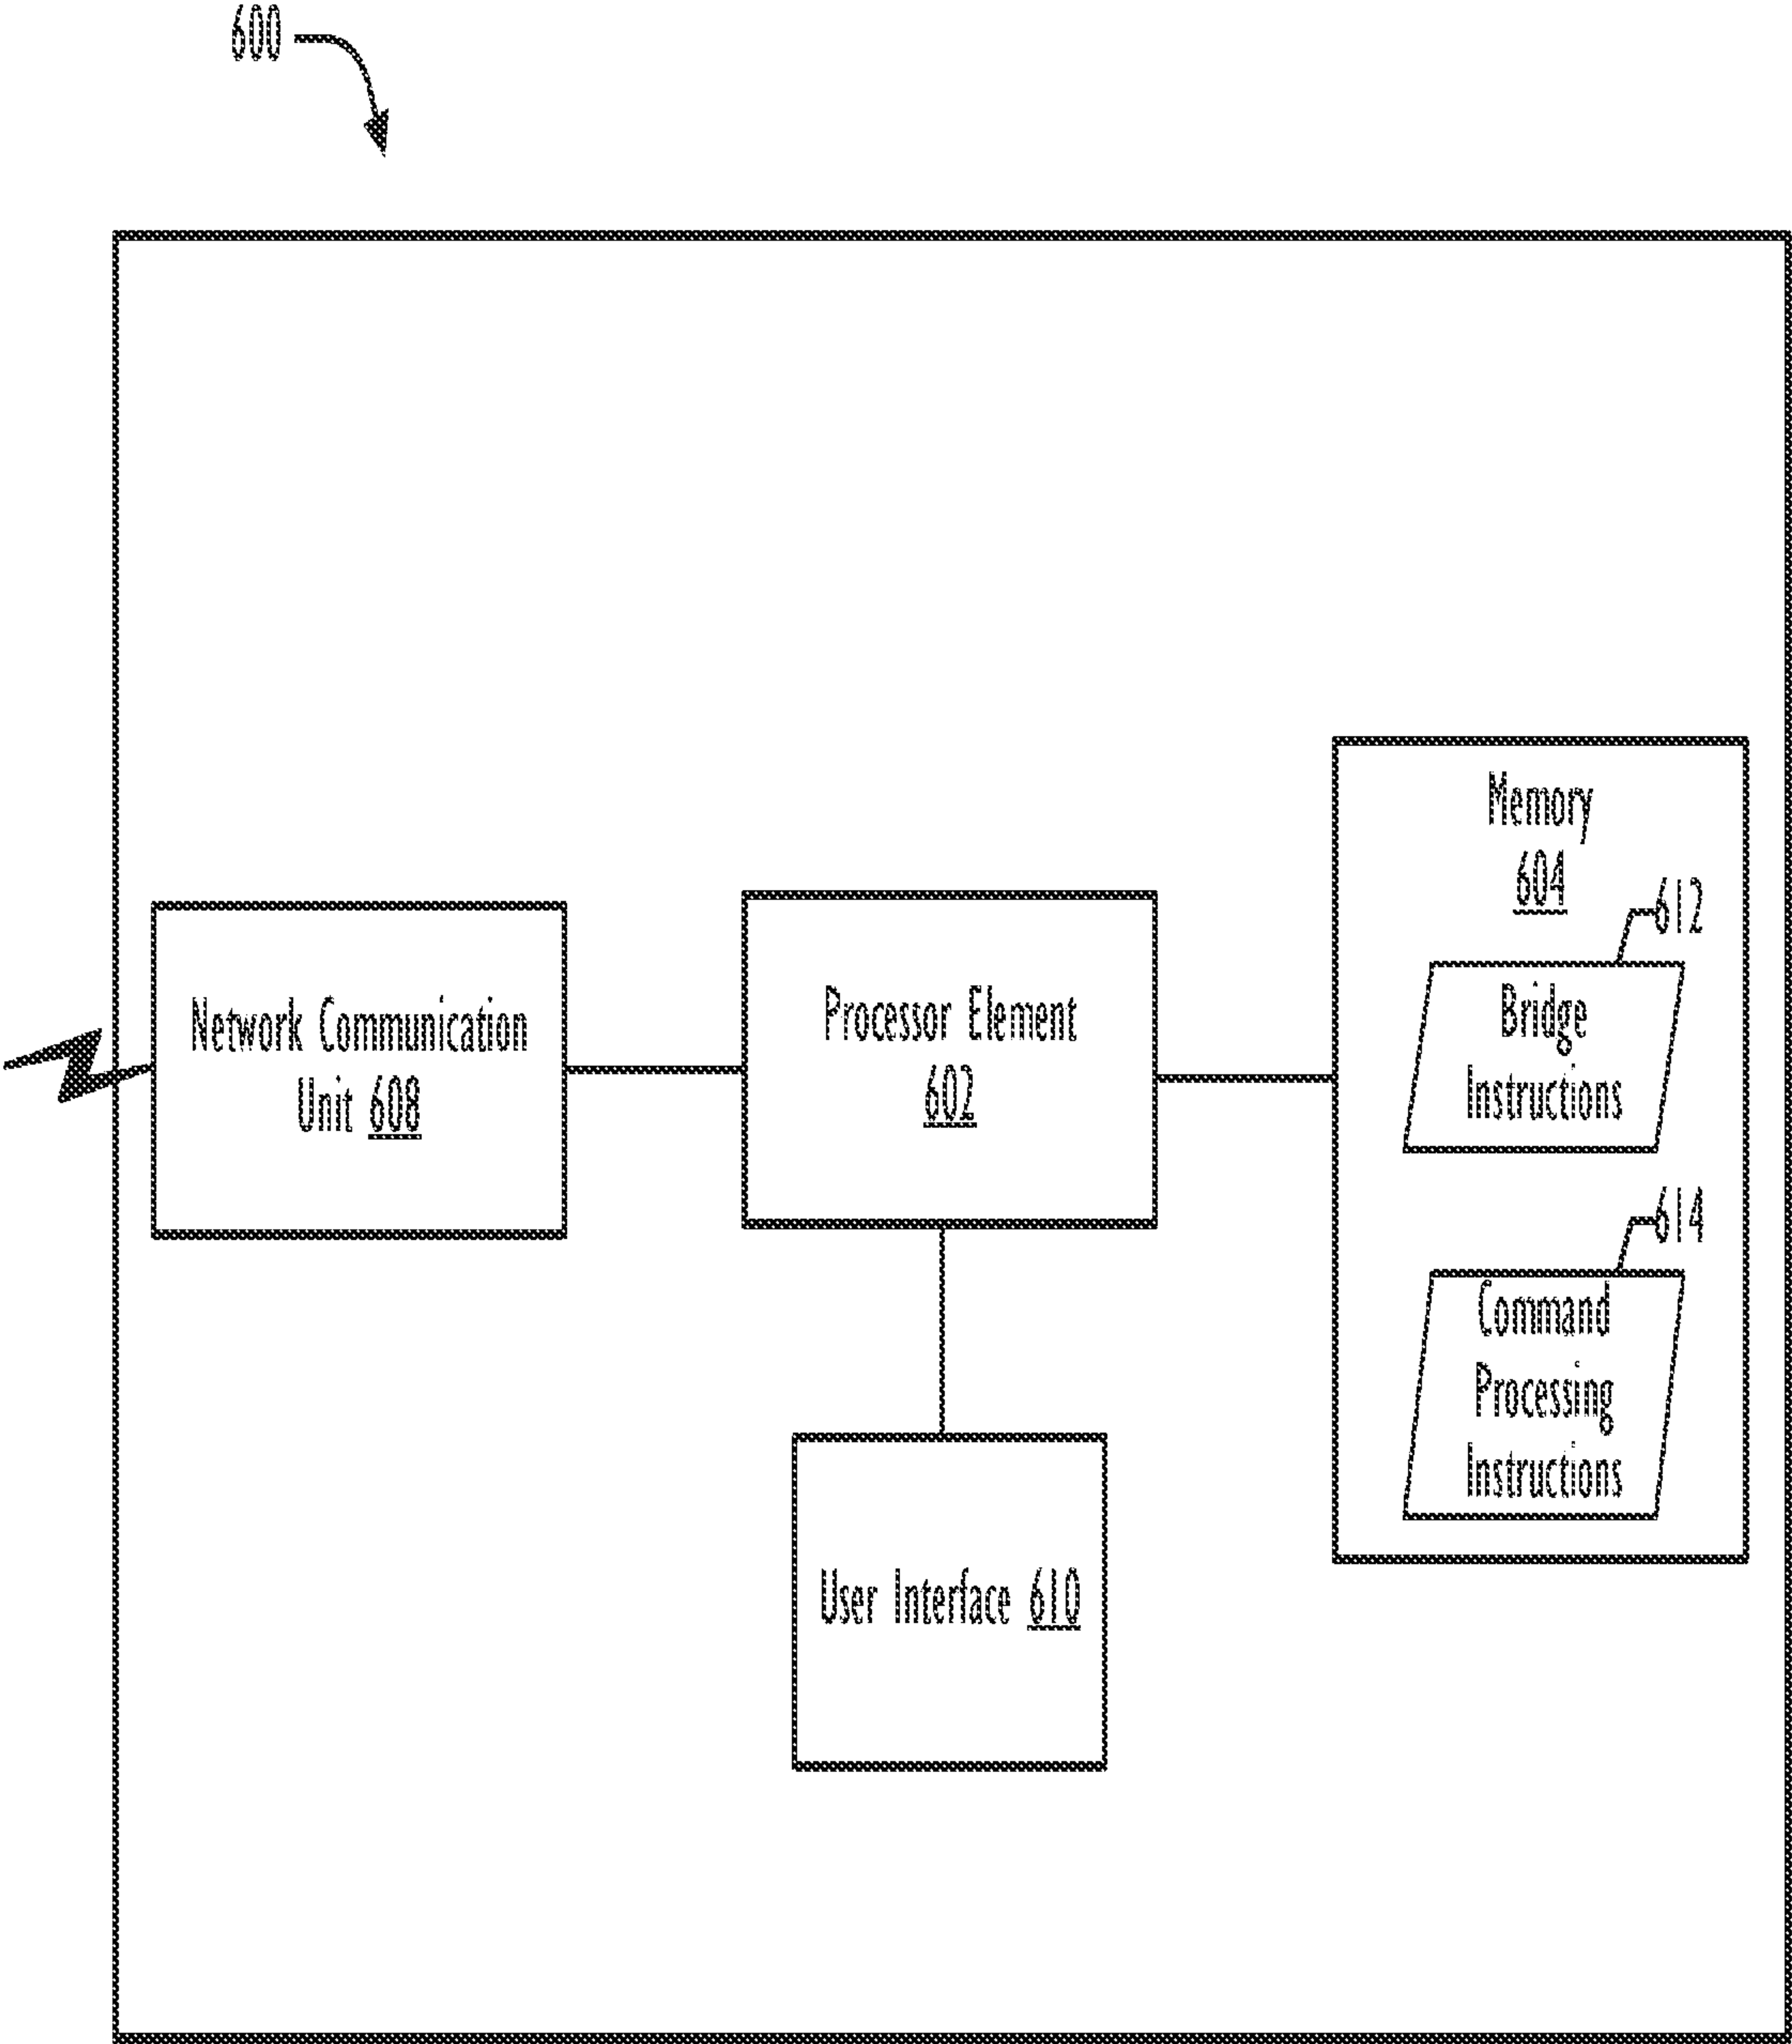 600
Network Communication
Unit 608
Processor Element
602
Memory
604
612
Bridge
Instructions
614
Command
Processing
Instructions
User Interface 610